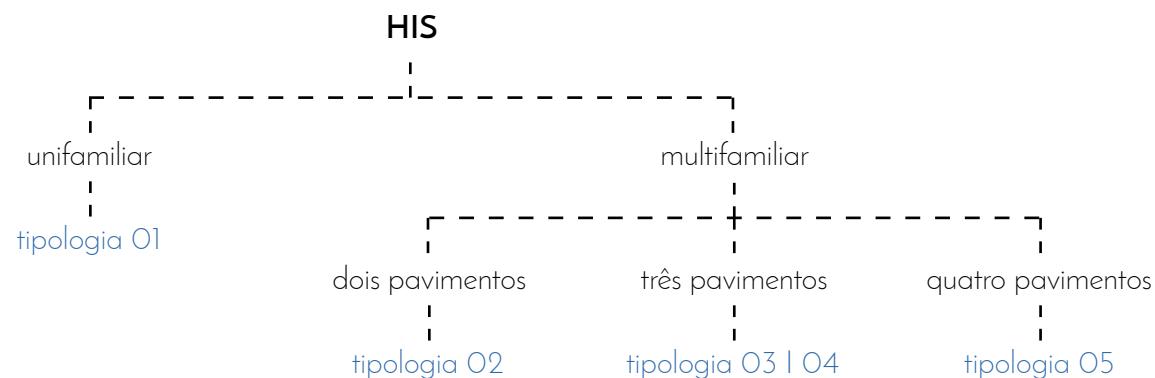 HIS
unifamiliar
multifamiliar
tipologia 01
dois pavimentos
três pavimentos
quatro pavimentos
tipologia 02
tipologia 03 | 04
tipologia 05